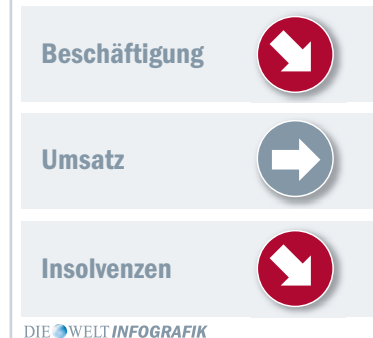 Beschäftigung
Umsatz
Insolvenzen
DIE WELT INFOGRAFIK